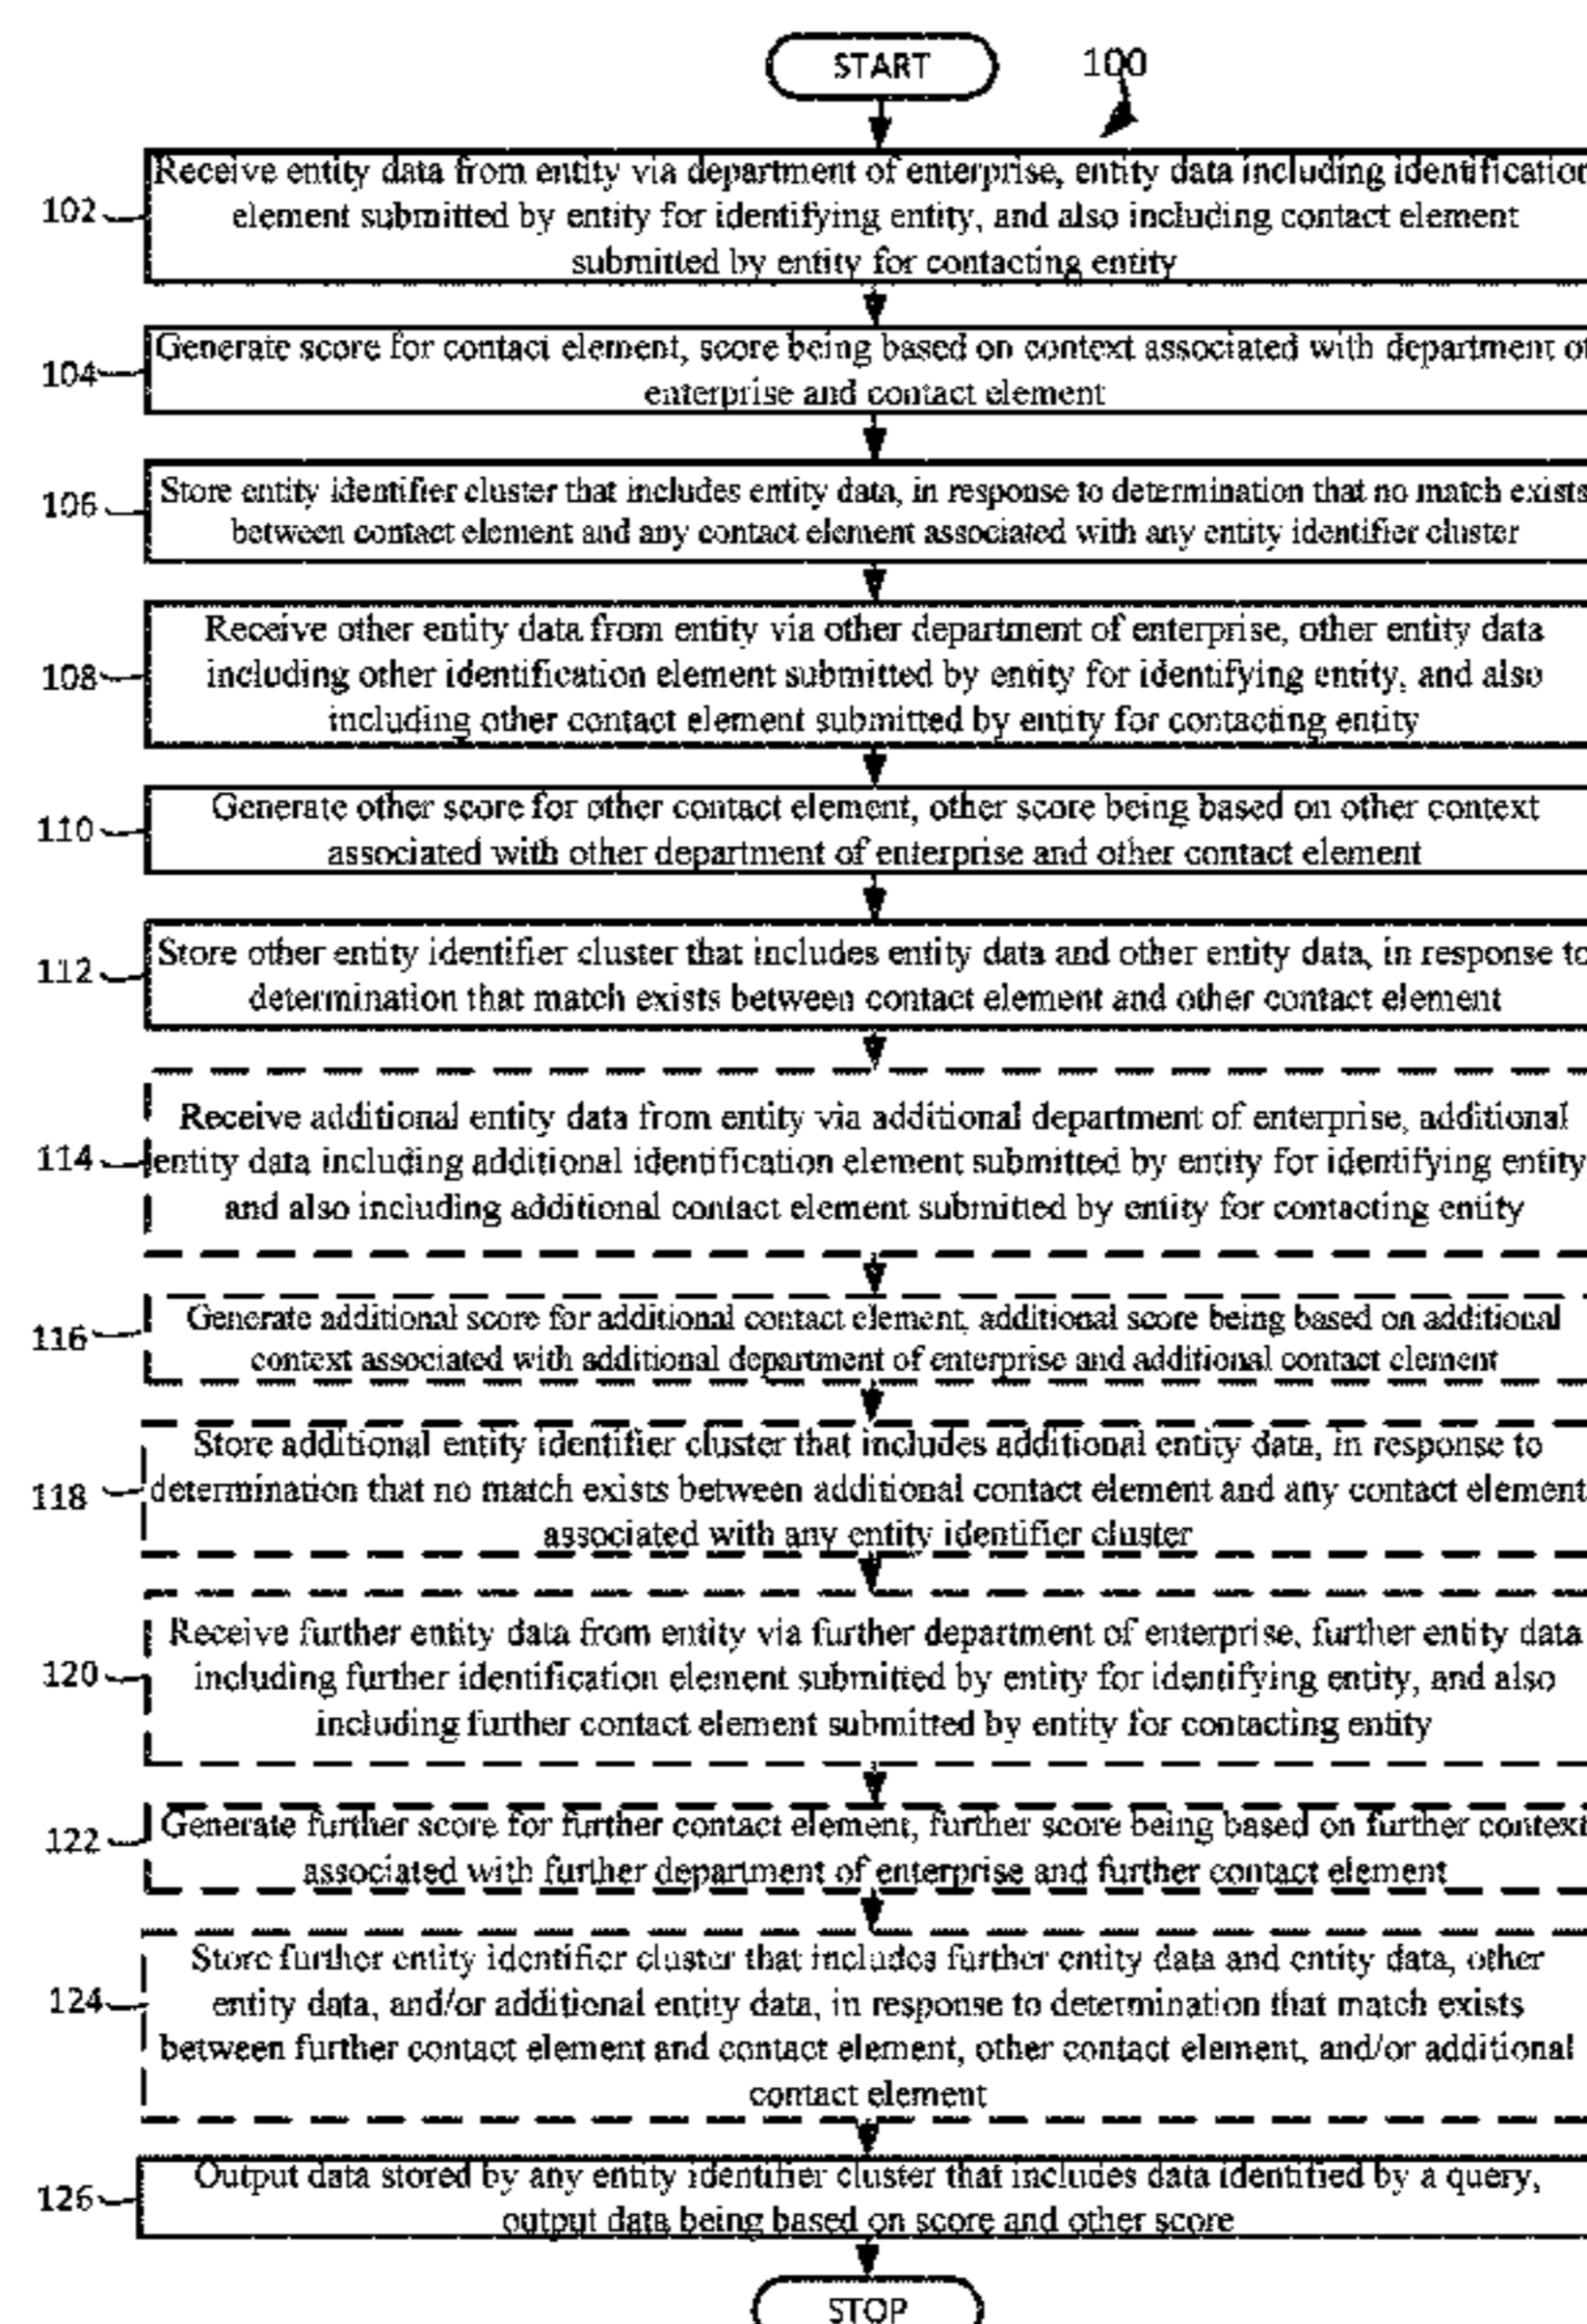 START
100
Receive entity data from entity via department of enterprise, entity data including identification
102
element submitted by entity for identifying entity, and also including contact element
submitted by entity for contacting entity
Generate score for contact element, score being based on context associated with department of
104
enterprise and contact element
Store entity identifier cluster that includes entity data, in response to determination that no match exists
106
between contact element and any contact element associated with any entity identifier cluster
Receive other entity data from entity via other department of enterprise, other entity data
108
including other identification element submitted by entity for identifying entity, and also
including other contact element submitted by entity for contacting entity
Generate other score for other contact element, other score being based on other context
110
associated with other department of enterprise and other contact element
Store other entity identifier cluster that includes entity data and other entity data, in response to
112
determination that match exists between contact element and other contact element
Receive additional entity data from entity via additional department of enterprise, additional
114
entity data including additional identification element submitted by entity for identifying entity
and also including additional contact element submitted by entity for contacting entity
Generate additional score for additional contact element, additional score being based on additional
116
context associated with additional department of enterprise and additional contact element
Store additional entity identifier cluster that includes additional entity data, in response to
118
determination that no match exists between additional contact element and any contact element
associated with any entity identifier cluster
Receive further entity data from entity via further department of enterprise, further entity data
120
including further identification element submitted by entity for identifying entity, and also
including further contact element submitted by entity for contacting entity
Generate further score for further contact element, further score being based on further context
122
associated with further department of enterprise and further contact element
Store further entity identifier cluster that includes further entity data and entity data, other
124
entity data, and/or additional entity data, in response to determination that match exists
between further contact element and contact element, other contact element, and/or additional
contact element
Output data stored by any entity identifier cluster that includes data identified by a query,
126
output data being based on score and other score
STOP